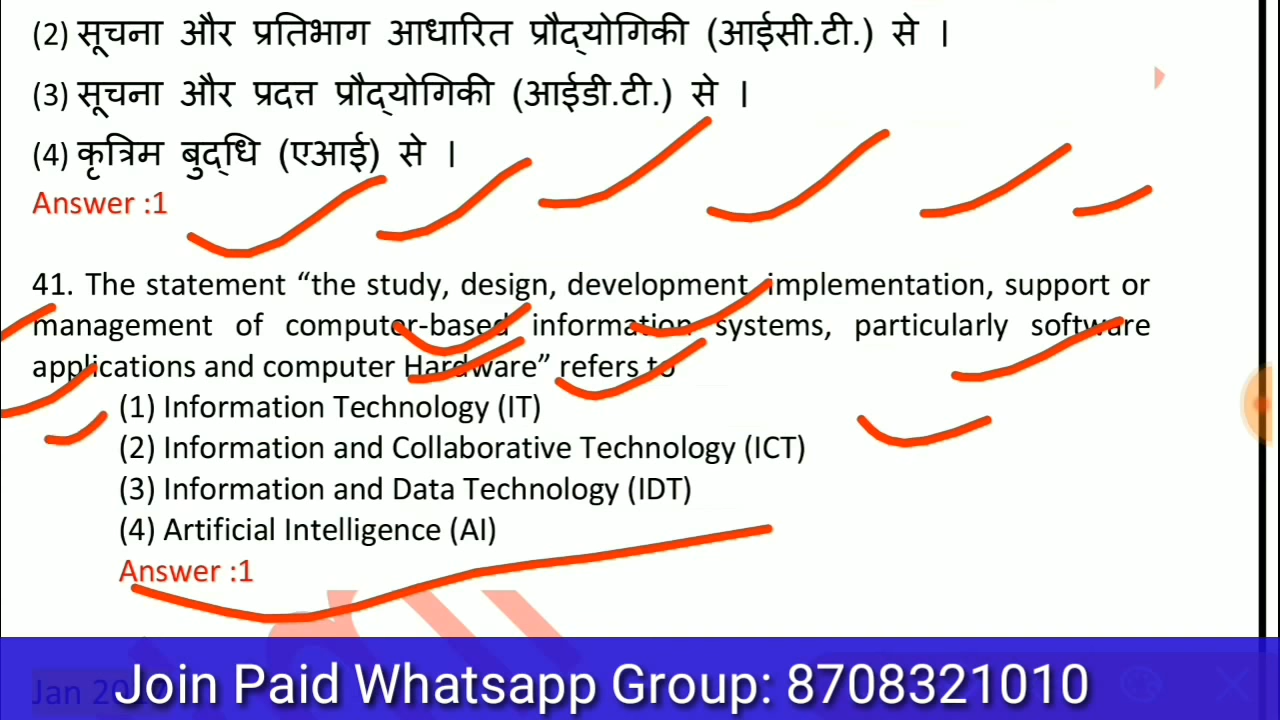 (2) सूचना और प्रतिभाग आधारित प्रौद्योगिकी (आईसी.टी.) से ।
(3) सूचना और प्रदत्त प्रौद्योगिकी (आईडी.टी.) से ।
(4) कृत्रिम बुद्धि (एआई) से ।
Answer :1
41. The statement “the study, design, development, implementation, support or
management of computer-based information systems, particularly software
applications and computer Hardware” refers to
(1) Information Technology (IT)
(2) Information and Collaborative Technology (ICT)
(3) Information and Data Technology (IDT)
(4) Artificial Intelligence (AI)
Answer :1
Jan 20
Join Paid Whatsapp Group: 8708321010